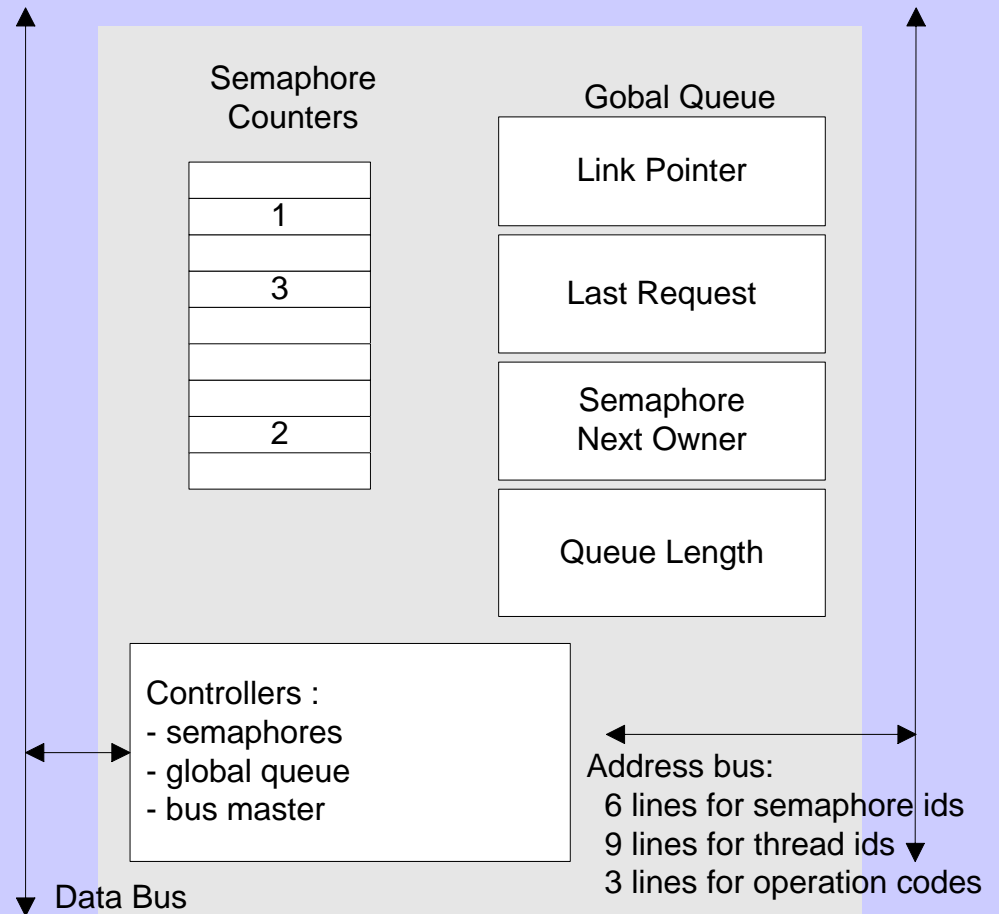 Semaphore
Counters
1
3
2
Gobal Queue
Link Pointer
Last Request
Semaphore
Next Owner
Queue Length
Controllers :
- semaphores
- global queue
- bus master
Address bus:
6 lines for semaphore ids
9 lines for thread ids
3 lines for operation codes
Data Bus